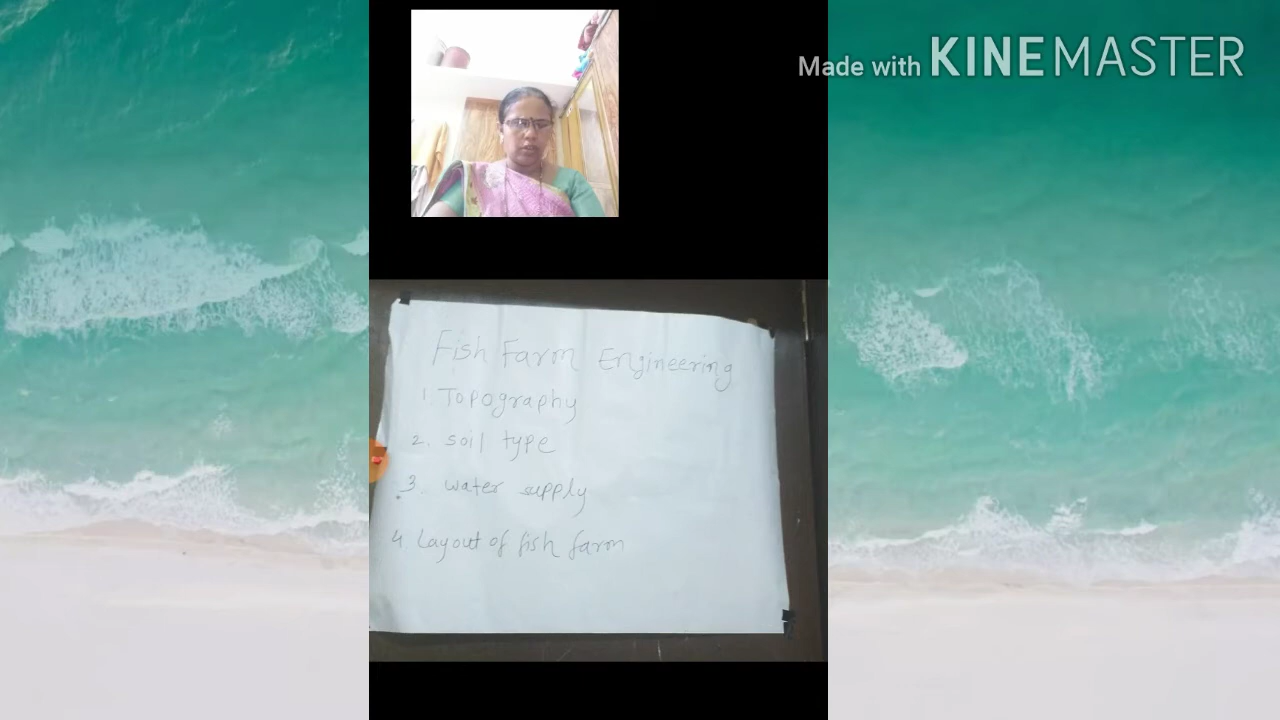 Made with KINEMASTER
Fish Farm Engineering
1. Topography
2. soil type
3. water supply
4 Layout of fish farm